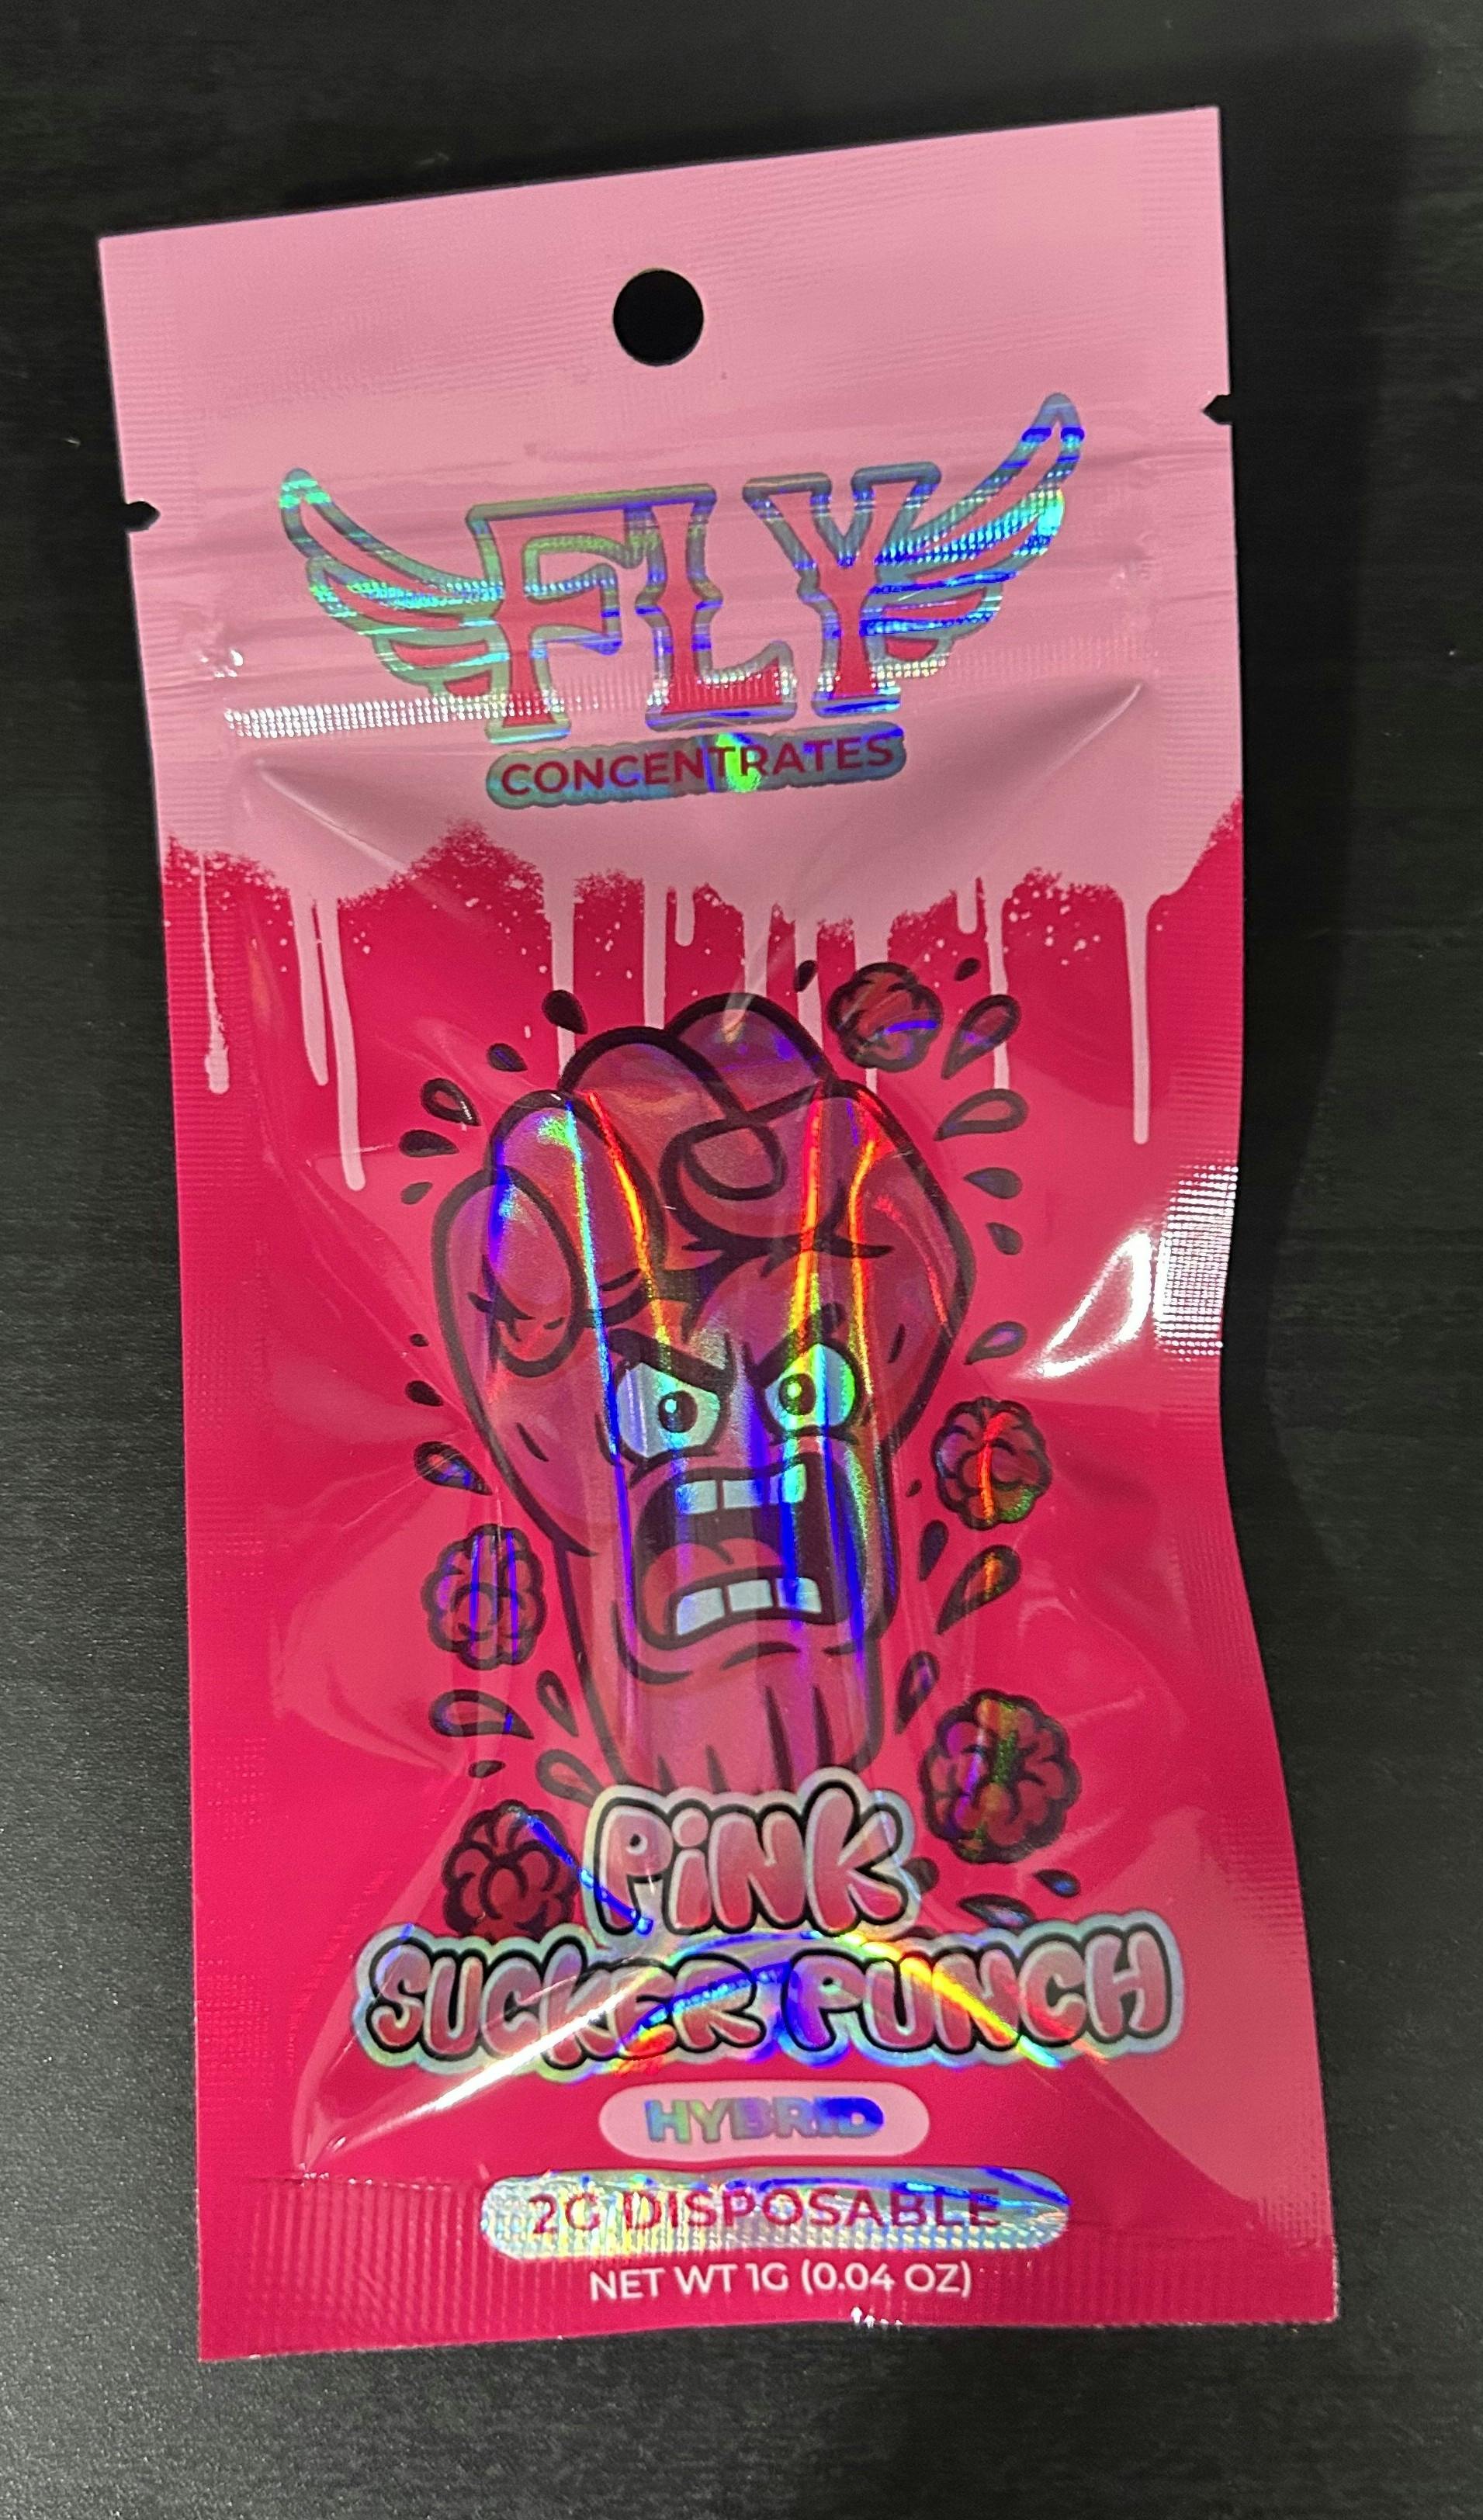 FLY
CONCENTRATES
PiNK
SUCKER PUNCH
HYBRID
2G DISPOSABLE
NET WT 1G (0.04 OZ)